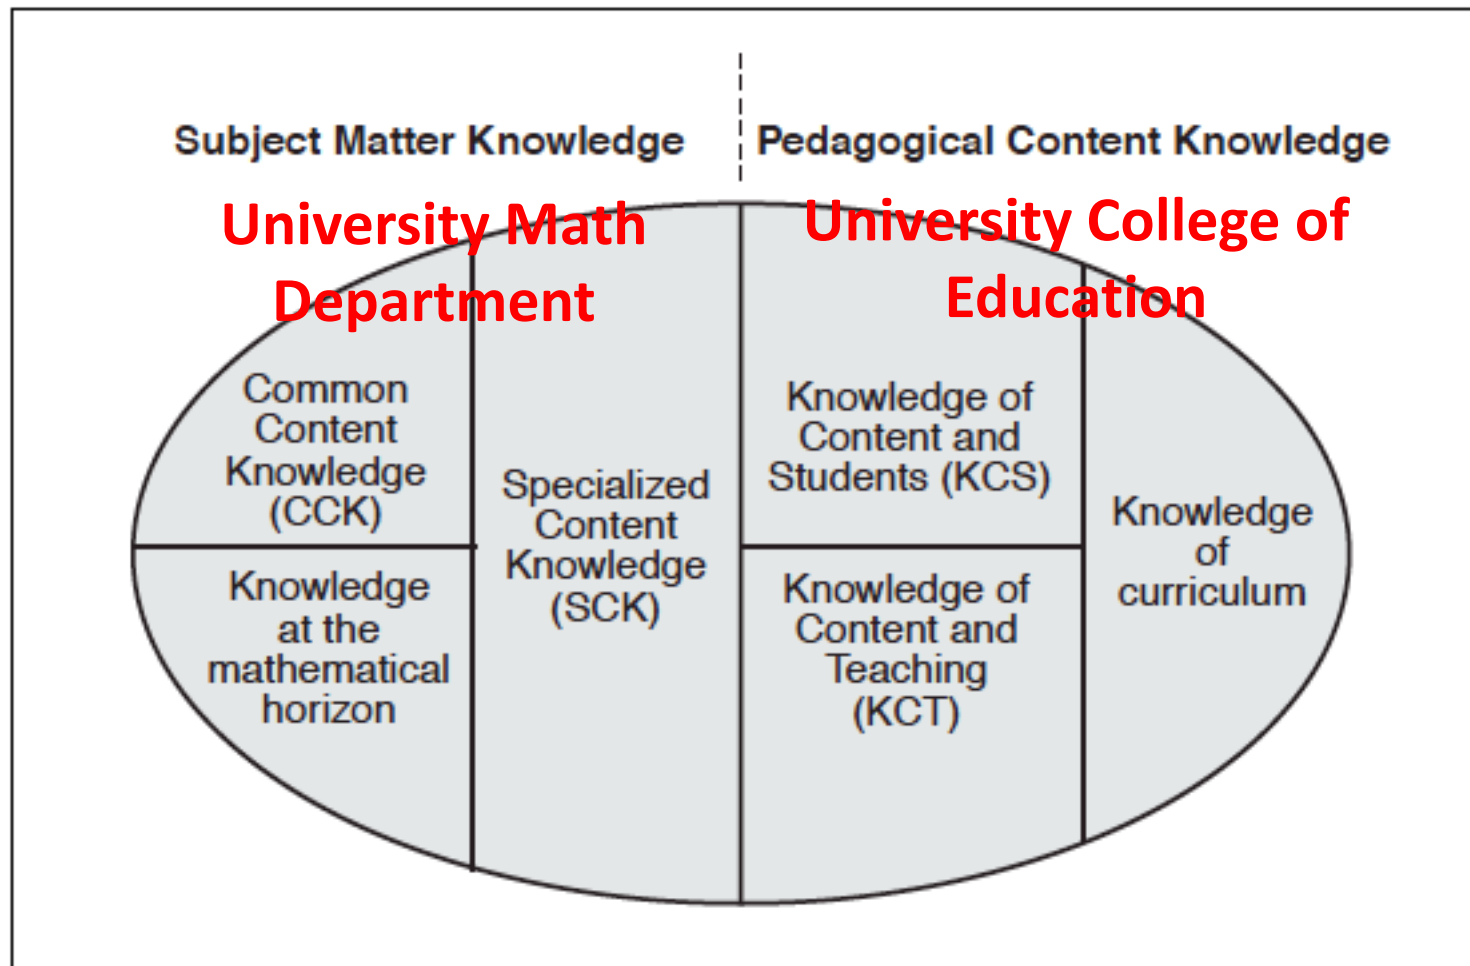 Subject Matter Knowledge
Pedagogical Content Knowledge
University Math
Department
University College of
Education
Common
Content
Knowledge
(CCK)
Knowledge
at the
mathematical
horizon
Specialized
Content
Knowledge
(SCK)
Knowledge of
Content and
Students (KCS)
Knowledge of
Content and
Teaching
(KCT)
Knowledge
of
curriculum